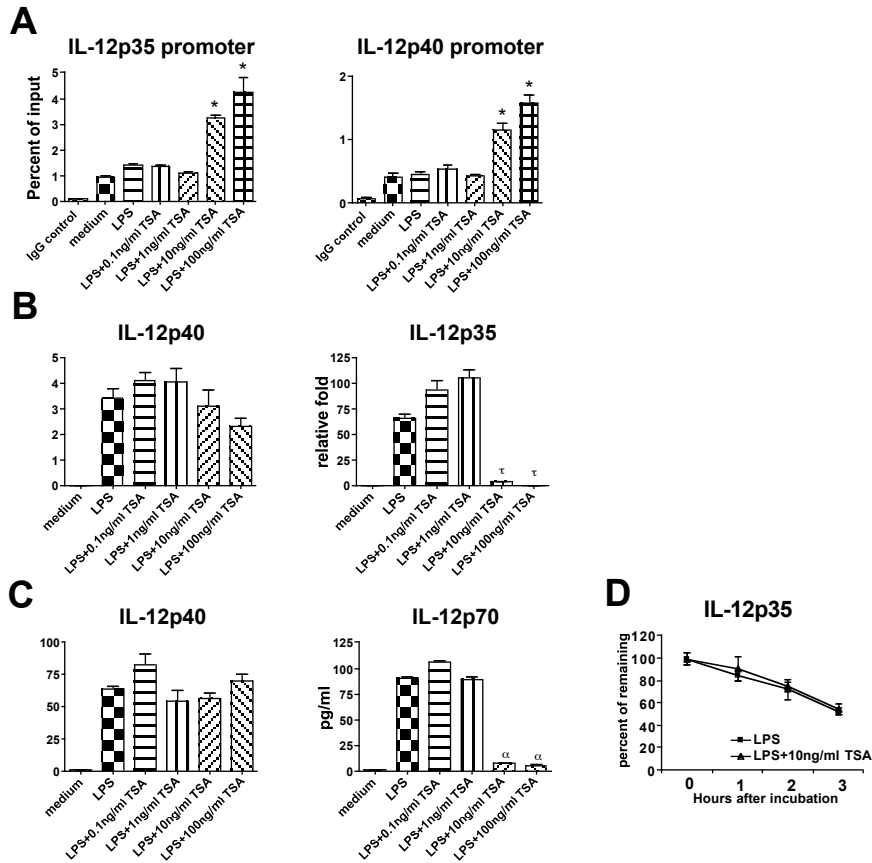 A
IL-12p35 promoter
IL-12p40 promoter
Percent of input
5
4
3
2
1
0
2
1
0
*
*
*
*
IgG control
medium
LPS
LPS+0.1ng/ml TSA
LPS+1ng/ml TSA
LPS+10ng/ml TSA
LPS+100ng/ml TSA
IgG control
medium
LPS
LPS+0.1ng/ml TSA
LPS+1ng/ml TSA
LPS+10ng/ml TSA
LPS+100ng/ml TSA
B
IL-12p40
IL-12p35
5
4
3
2
1
0
relative fold
125
100
75
50
25
0
τ
τ
medium
LPS
LPS+0.1ng/ml TSA
LPS+1ng/ml TSA
LPS+10ng/ml TSA
LPS+100ng/ml TSA
medium
LPS
LPS+0.1ng/ml TSA
LPS+1ng/ml TSA
LPS+10ng/ml TSA
LPS+100ng/ml TSA
C
IL-12p40
IL-12p70
100
75
50
25
0
pg/ml
125
100
75
50
25
0
α
α
medium
LPS
LPS+0.1ng/ml TSA
LPS+1ng/ml TSA
LPS+10ng/ml TSA
LPS+100ng/ml TSA
medium
LPS
LPS+0.1ng/ml TSA
LPS+1ng/ml TSA
LPS+10ng/ml TSA
LPS+100ng/ml TSA
D
IL-12p35
percent of remaining
120
100
80
60
40
20
0
LPS
LPS+10ng/ml TSA
0 1 2 3
Hours after incubation